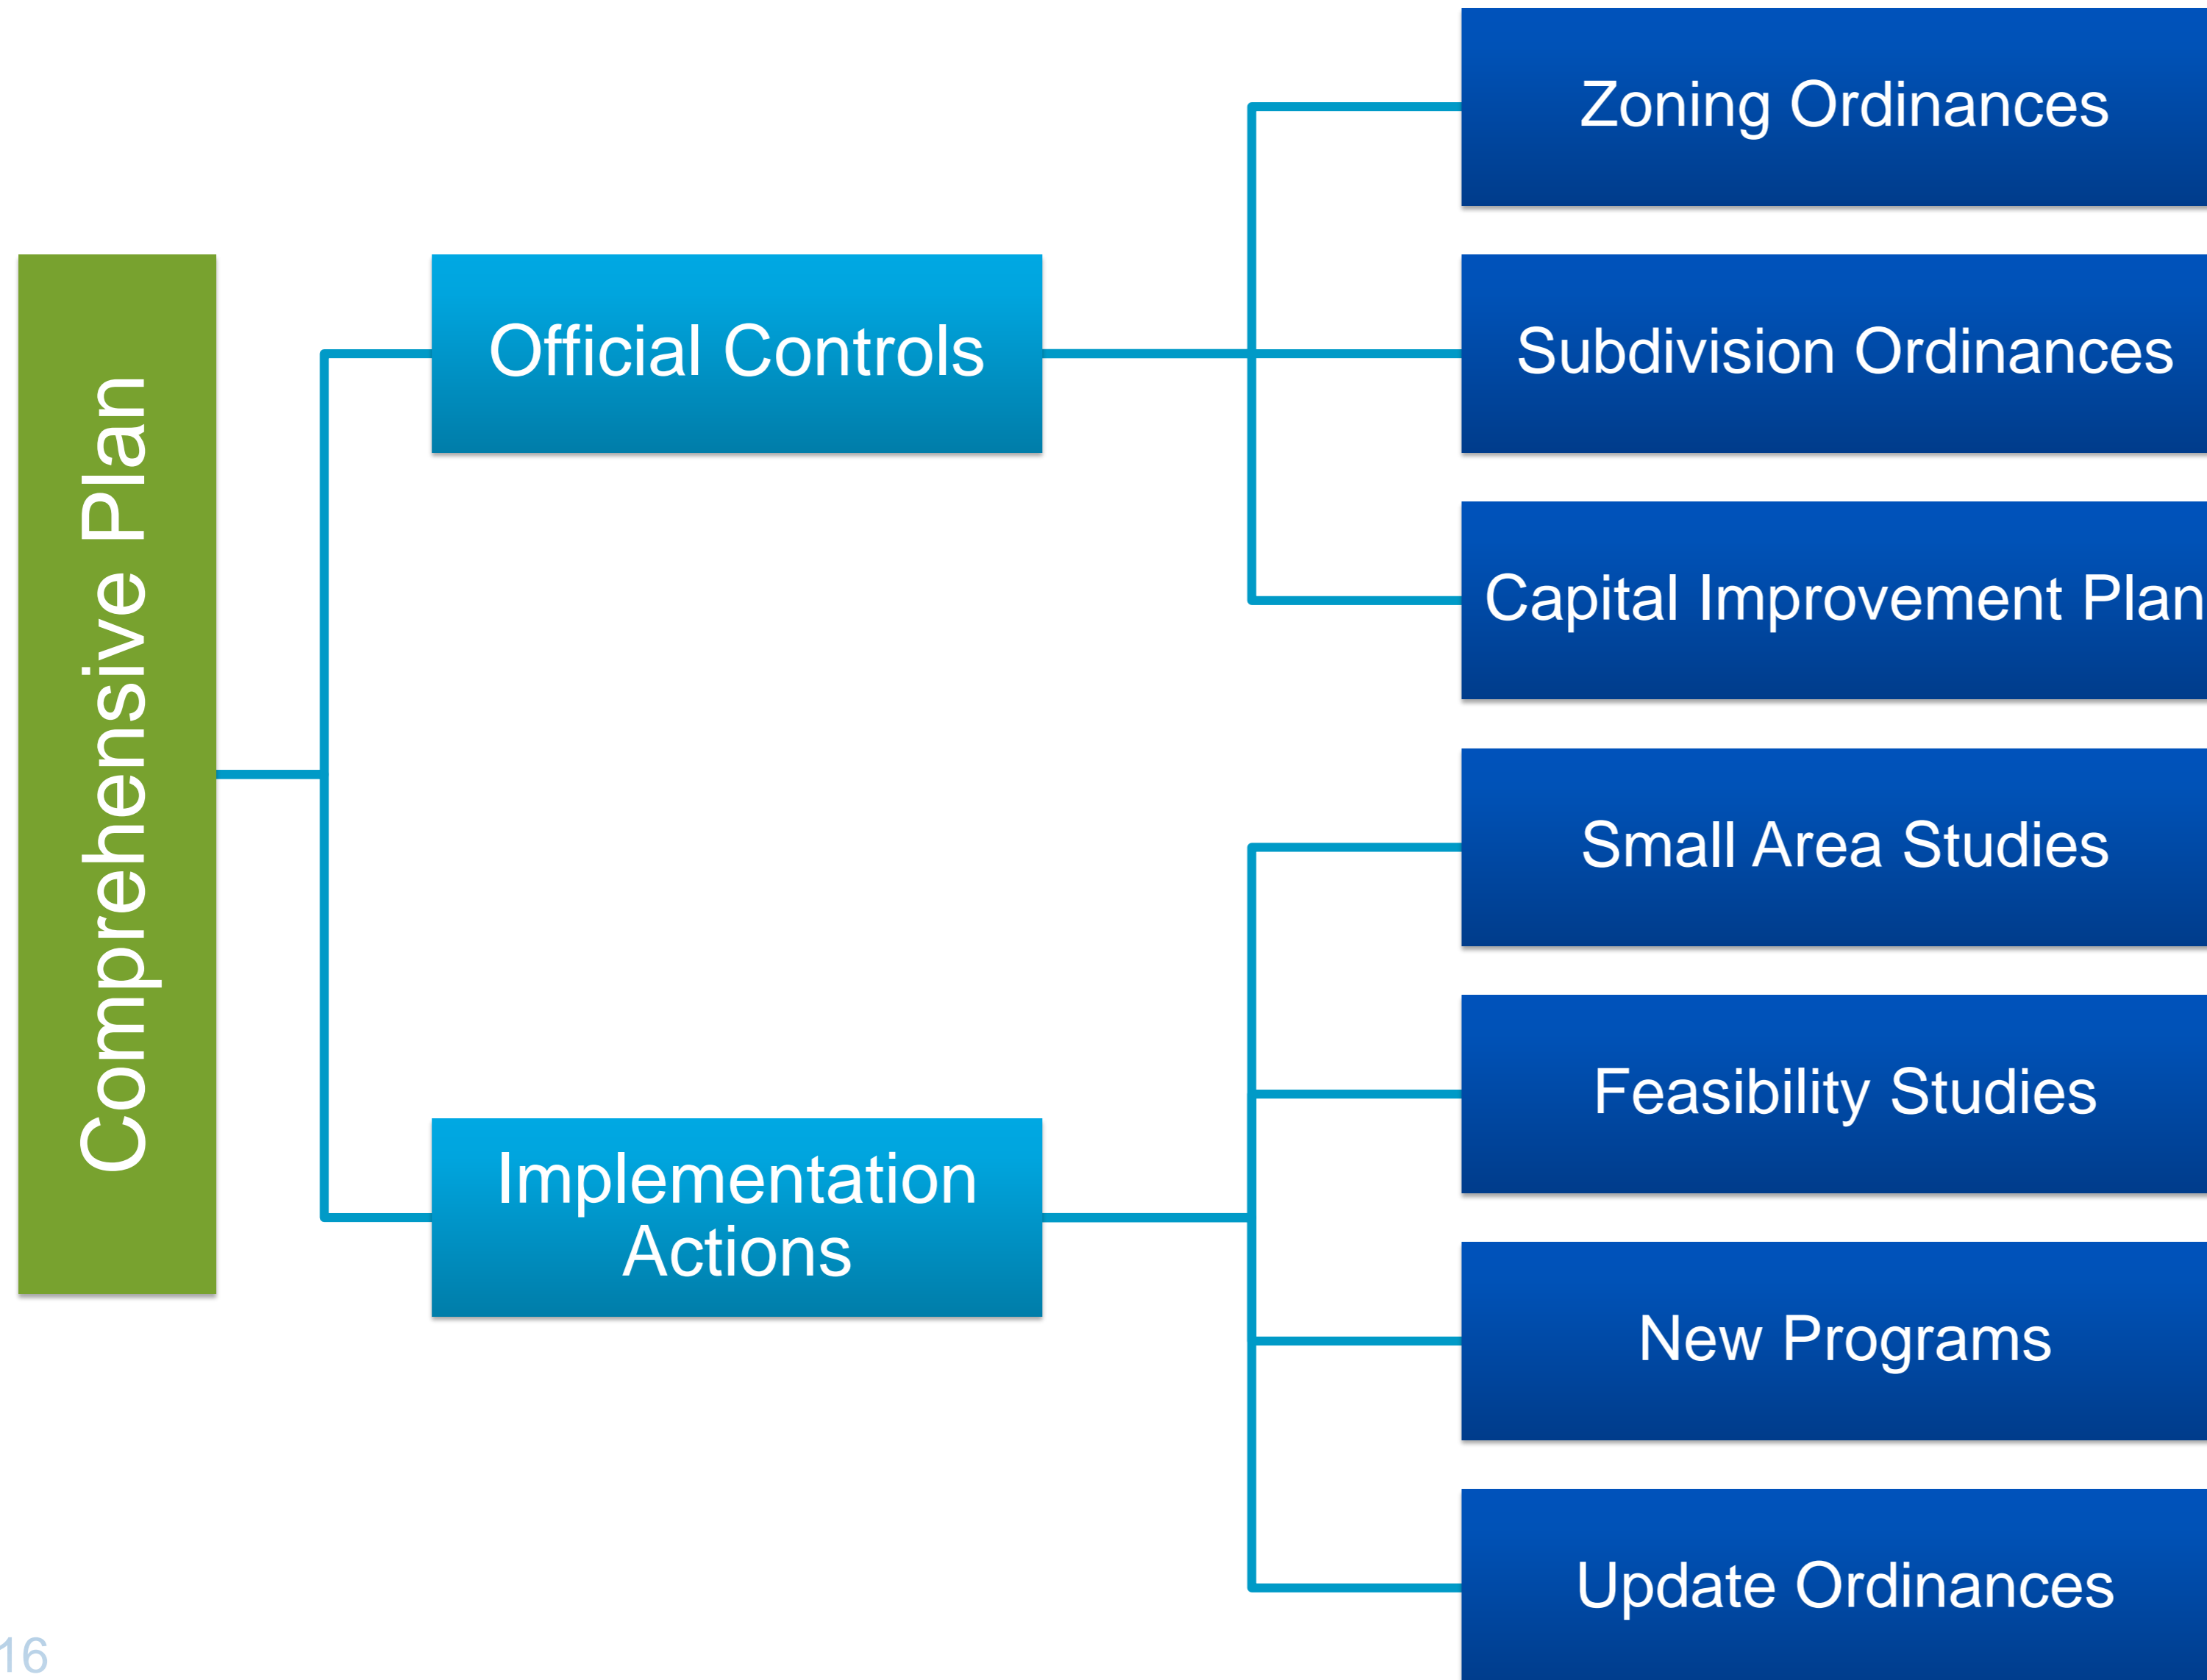 Comprehensive Plan
Official Controls
Zoning Ordinances
Subdivision Ordinances
Capital Improvement Plan
Implementation
Actions
Small Area Studies
Feasibility Studies
New Programs
Update Ordinances
16